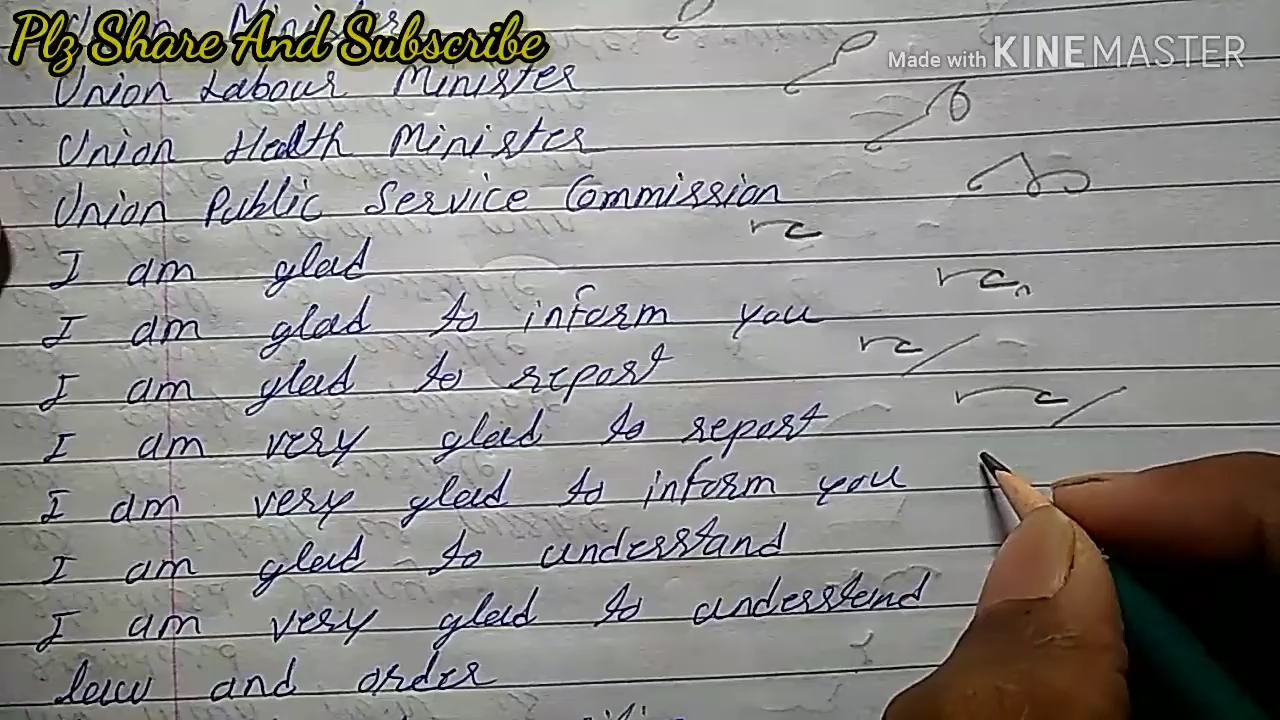 Union Minister
Plz Share And Subscribe
Made with KINEMASTER
Union Labour Minister
Union Health Minister
Union Public Service Commission
I am glad
I am glad to inform you
I am glad to report
I am very glad to report
I am very glad to inform you
I am glad to understand
I am very glad to understand
law and order